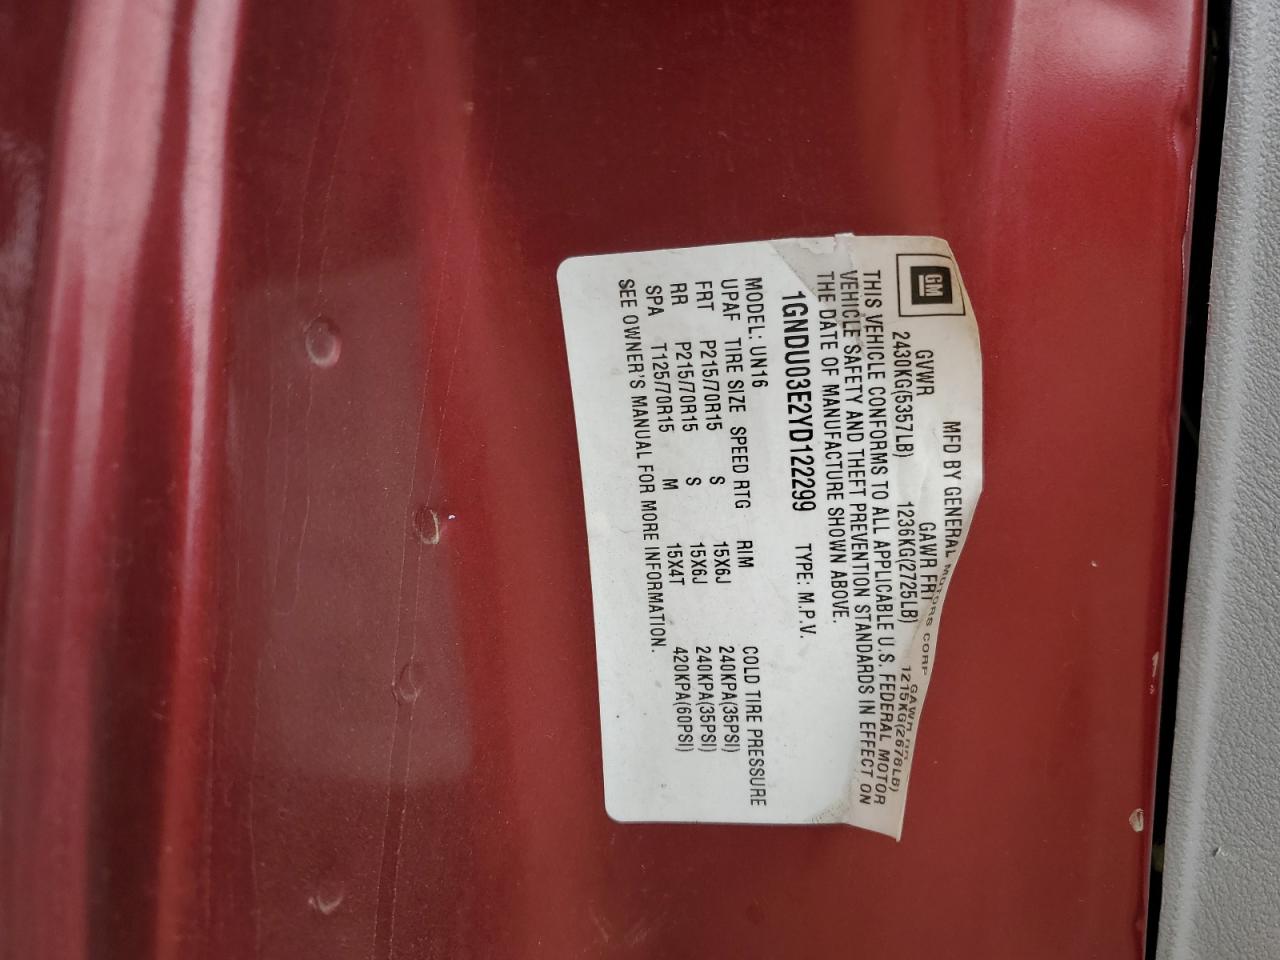 GM
MFD BY GENERAL MOTORS CORP
GVWR GAWR FRT GAWR RR
2430KG(5357LB) 1236KG(2725LB) 1215KG(2678LB)
THIS VEHICLE CONFORMS TO ALL APPLICABLE U.S. FEDERAL MOTOR
VEHICLE SAFETY AND THEFT PREVENTION STANDARDS IN EFFECT ON
THE DATE OF MANUFACTURE SHOWN ABOVE.
1GNDU03E2YD122299 TYPE: M.P.V.
MODEL: UN16
UPAF TIRE SIZE SPEED RTG RIM COLD TIRE PRESSURE
FRT P215/70R15 S 15X6J 240KPA(35PSI)
RR P215/70R15 S 15X6J 240KPA(35PSI)
SPA T125/70R15 M 15X4T 420KPA(60PSI)
SEE OWNER'S MANUAL FOR MORE INFORMATION.